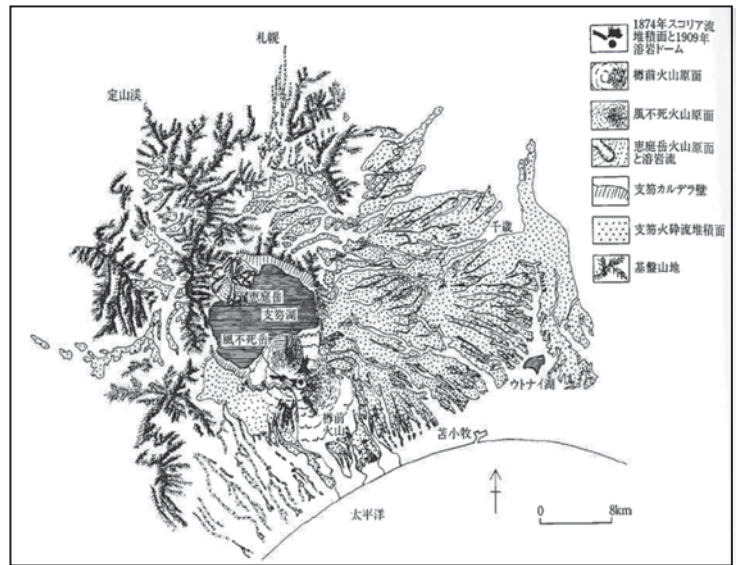 札幌
定山渓
千歳
恵庭岳
支笏湖
風不死岳
樽前
火山
ウトナイ湖
苫小牧
太平洋
0 8km
1874年スコリア流
堆積面と1909年
溶岩ドーム
樽前火山原面
風不死火山原面
恵庭岳火山原面
と溶岩流
支笏カルデラ壁
支笏火砕流堆積面
基盤山地